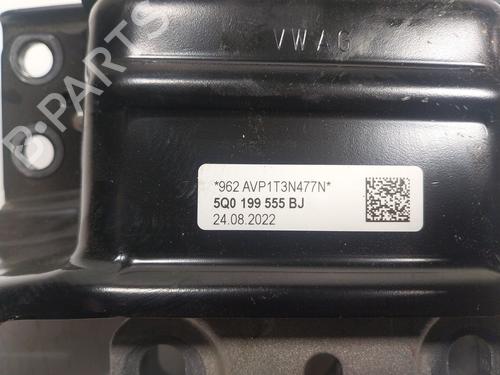 VWAG
B-PARTS
*962 AVP1T3N477N*
5Q0 199 555 BJ
24.08.2022